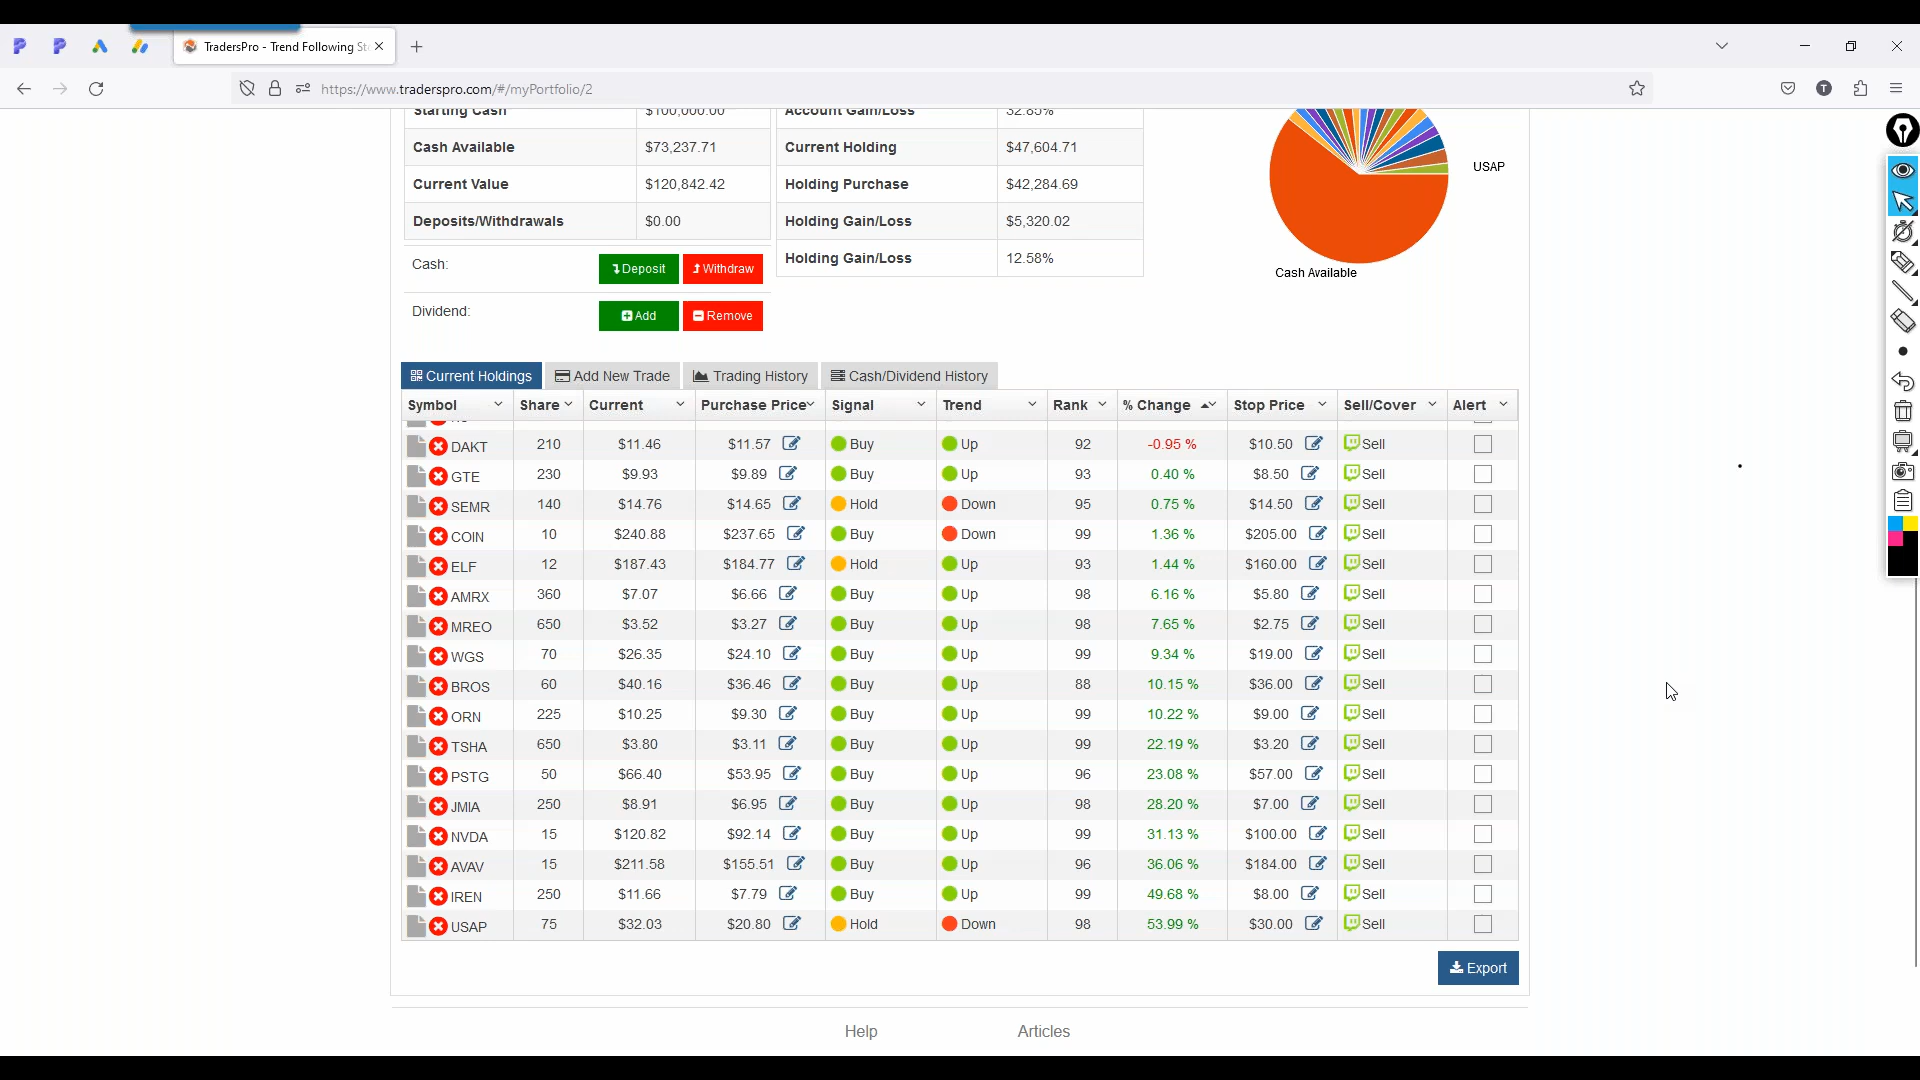 TradersPro - Trend Following St
https://www.traderspro.com/#/myPortfolio/2
T
Starting Cash $100,000.00 Account Gain/Loss 32.85%
Cash Available $73,237.71 Current Holding $47,604.71
USAP
Current Value $120,842.42 Holding Purchase $42,284.69
Deposits/Withdrawals $0.00 Holding Gain/Loss $5,320.02
Cash: Deposit Withdraw Holding Gain/Loss 12.58%
Cash Available
Dividend: Add Remove
Current Holdings Add New Trade Trading History Cash/Dividend History
Symbol Share Current Purchase Price Signal Trend Rank % Change Stop Price Sell/Cover Alert
DAKT 210 $11.46 $11.57 Buy Up 92 -0.95 % $10.50 Sell
GTE 230 $9.93 $9.89 Buy Up 93 0.40 % $8.50 Sell
SEMR 140 $14.76 $14.65 Hold Down 95 0.75 % $14.50 Sell
COIN 10 $240.88 $237.65 Buy Down 99 1.36 % $205.00 Sell
ELF 12 $187.43 $184.77 Hold Up 93 1.44 % $160.00 Sell
AMRX 360 $7.07 $6.66 Buy Up 98 6.16 % $5.80 Sell
MREO 650 $3.52 $3.27 Buy Up 98 7.65 % $2.75 Sell
WGS 70 $26.35 $24.10 Buy Up 99 9.34 % $19.00 Sell
BROS 60 $40.16 $36.46 Buy Up 88 10.15 % $36.00 Sell
ORN 225 $10.25 $9.30 Buy Up 99 10.22 % $9.00 Sell
TSHA 650 $3.80 $3.11 Buy Up 99 22.19 % $3.20 Sell
PSTG 50 $66.40 $53.95 Buy Up 96 23.08 % $57.00 Sell
JMIA 250 $8.91 $6.95 Buy Up 98 28.20 % $7.00 Sell
NVDA 15 $120.82 $92.14 Buy Up 99 31.13 % $100.00 Sell
AVAV 15 $211.58 $155.51 Buy Up 96 36.06 % $184.00 Sell
IREN 250 $11.66 $7.79 Buy Up 99 49.68 % $8.00 Sell
USAP 75 $32.03 $20.80 Hold Down 98 53.99 % $30.00 Sell
Export
Help Articles